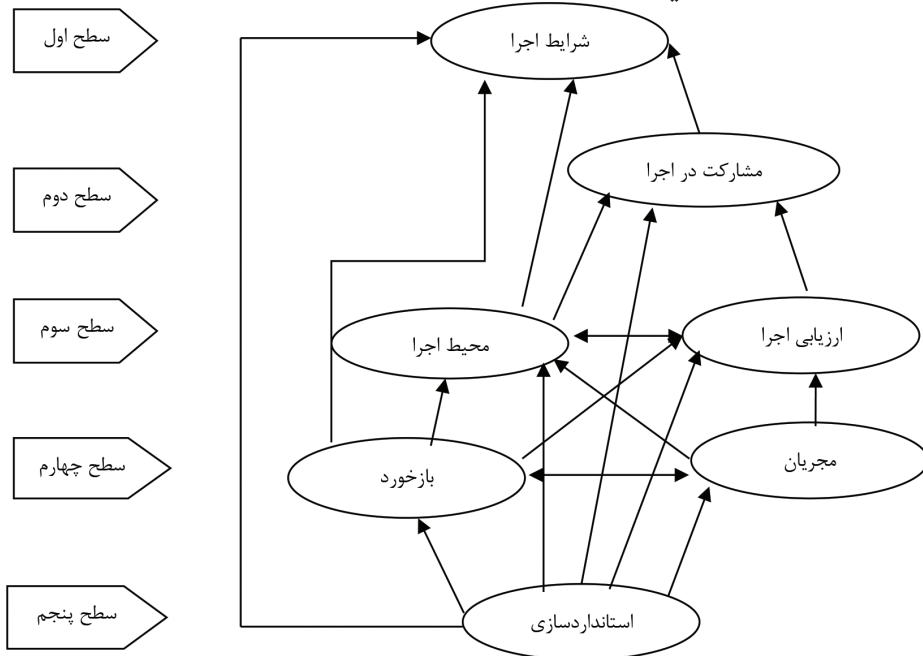 سطح اول
شرایط اجرا
سطح دوم
مشارکت در اجرا
سطح سوم
محیط اجرا
ارزیابی اجرا
سطح چهارم
بازخورد
مجریان
سطح پنجم
استانداردسازی